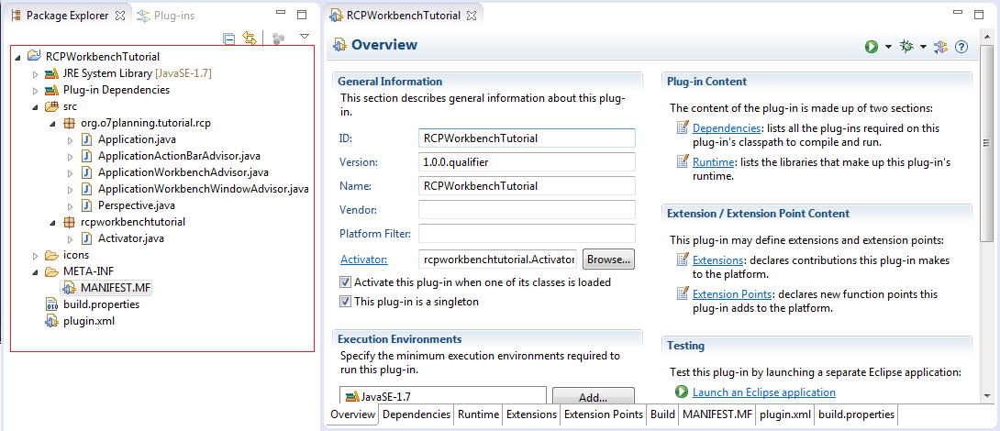 Package Explorer
Plug-ins
RCPWorkbenchTutorial
JRE System Library [JavaSE-1.7]
Plug-in Dependencies
src
org.o7planning.tutorial.rcp
Application.java
ApplicationActionBarAdvisor.java
ApplicationWorkbenchAdvisor.java
ApplicationWorkbenchWindowAdvisor.java
Perspective.java
rcpworkbenchtutorial
Activator.java
icons
META-INF
MANIFEST.MF
build.properties
plugin.xml
RCPWorkbenchTutorial
Overview
General Information
This section describes general information about this plug-
in.
ID: RCPWorkbenchTutorial
Version: 1.0.0.qualifier
Name: RCPWorkbenchTutorial
Vendor:
Platform Filter:
Activator: rcpworkbenchtutorial.Activator Browse...
Activate this plug-in when one of its classes is loaded
This plug-in is a singleton
Execution Environments
Specify the minimum execution environments required to
run this plug-in.
JavaSE-1.7 Add...
Plug-in Content
The content of the plug-in is made up of two sections:
Dependencies: lists all the plug-ins required on this
plug-in's classpath to compile and run.
Runtime: lists the libraries that make up this plug-in's
runtime.
Extension / Extension Point Content
This plug-in may define extensions and extension points:
Extensions: declares contributions this plug-in makes
to the platform.
Extension Points: declares new function points this
plug-in adds to the platform.
Testing
Test this plug-in by launching a separate Eclipse application:
Launch an Eclipse application
Overview Dependencies Runtime Extensions Extension Points Build MANIFEST.MF plugin.xml build.properties